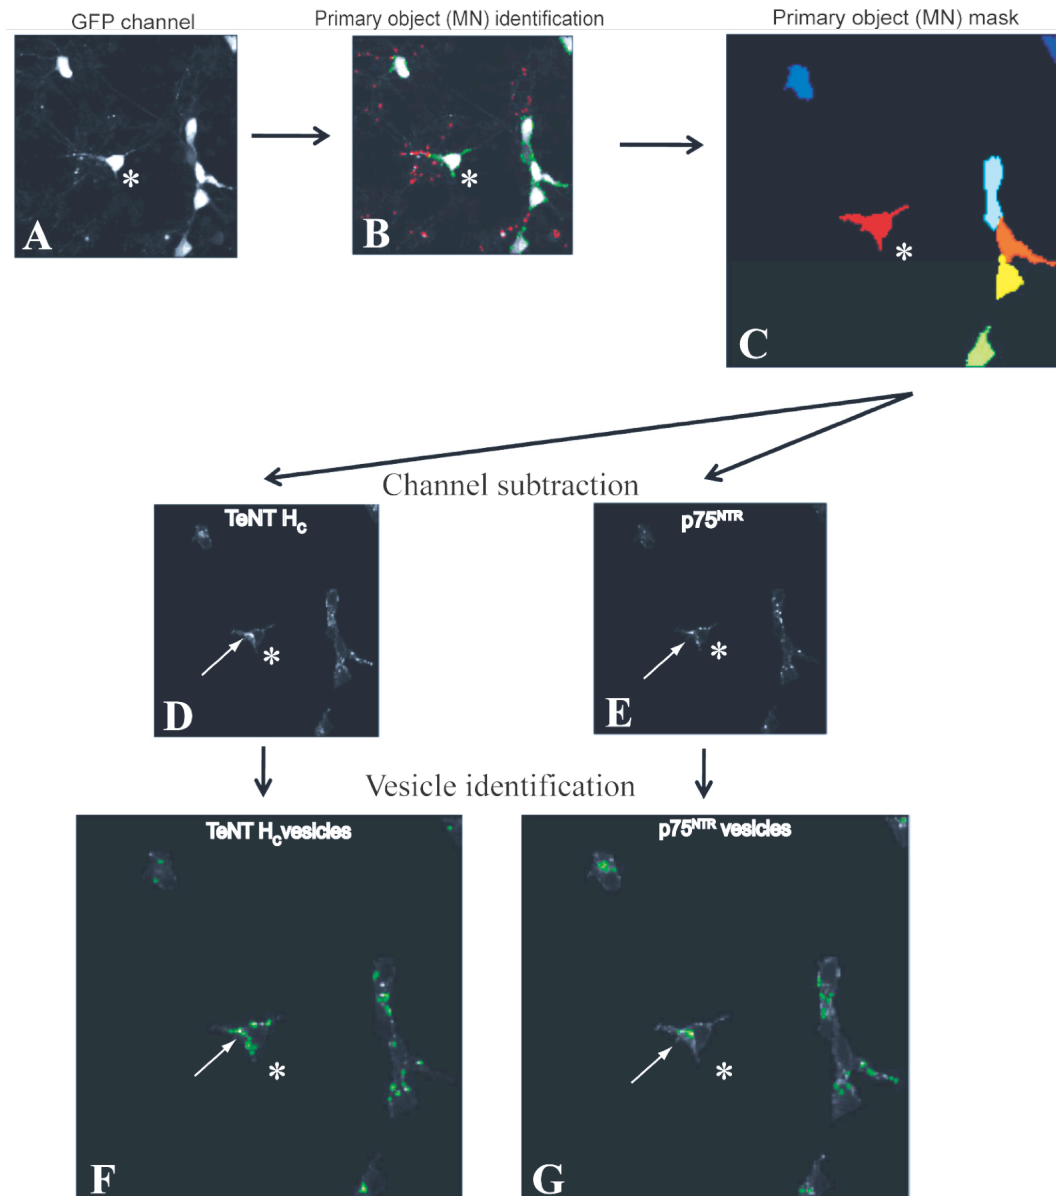 GFP channel
Primary object (MN) identification
Primary object (MN) mask
A
*
B
*
C
*
Channel subtraction
TeNT Hc
D
*
p75NTR
E
*
Vesicle identification
TeNT Hc vesicles
F
*
p75NTR vesicles
G
*